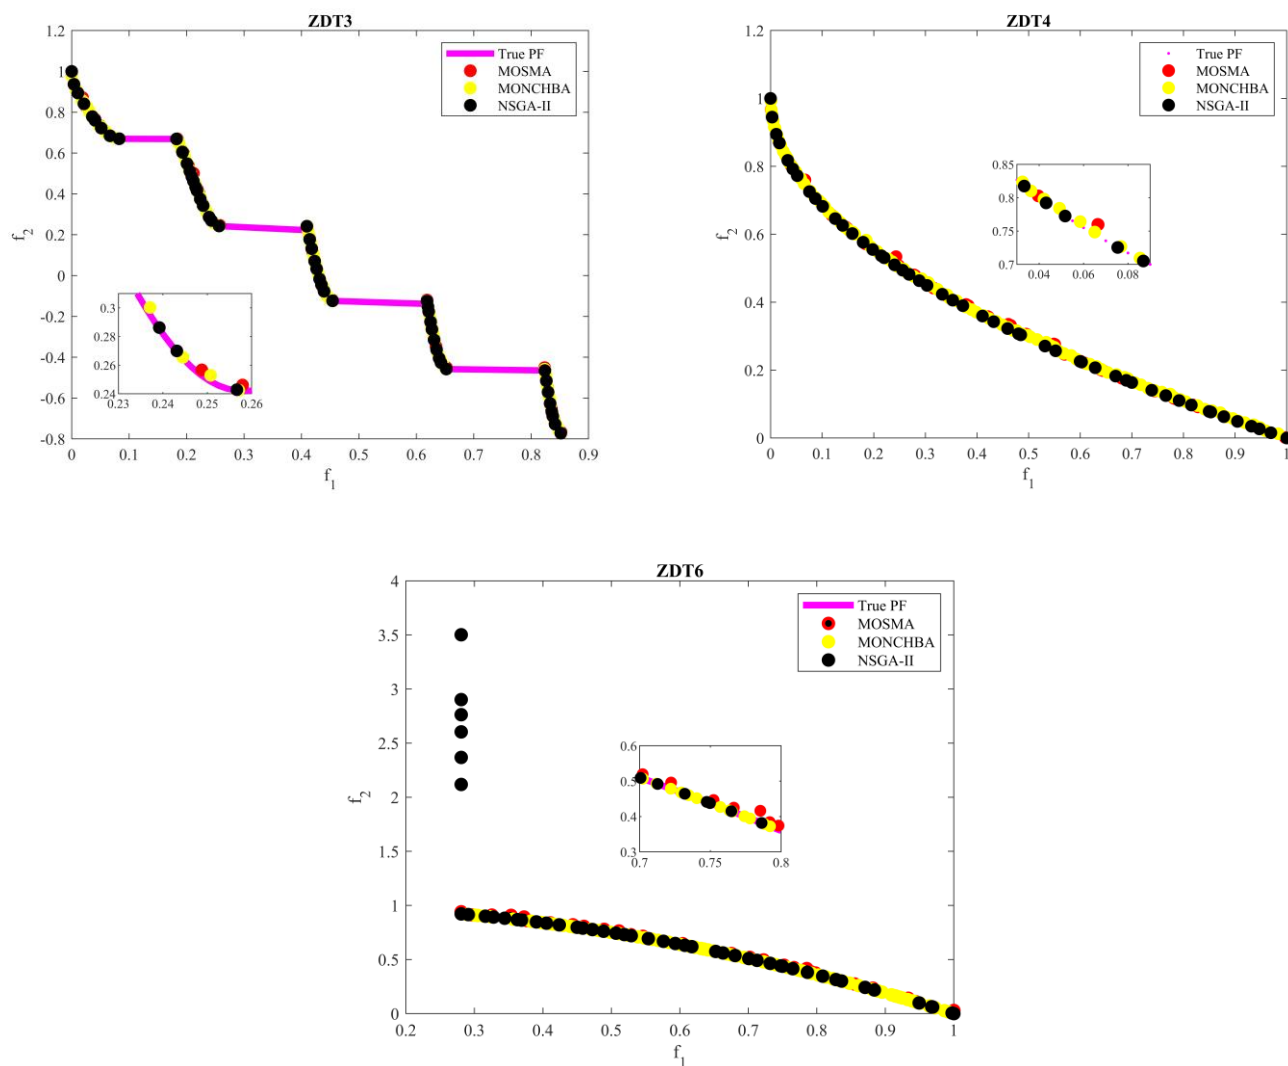 ZDT3
1.2
1
0.8
0.6
0.4
0.2
0
-0.2
-0.4
-0.6
-0.8
f2
True PF
MOSMA
MONCHBA
NSGA-II
0.3
0.28
0.26
0.24
0.23 0.24 0.25 0.26
0 0.1 0.2 0.3 0.4 0.5 0.6 0.7 0.8 0.9
f1
ZDT4
1.2
1
0.8
0.6
0.4
0.2
0
f2
True PF
MOSMA
MONCHBA
NSGA-II
0.85
0.8
0.75
0.7
0.04 0.06 0.08
0 0.1 0.2 0.3 0.4 0.5 0.6 0.7 0.8 0.9 1
f1
ZDT6
4
3.5
3
2.5
2
1.5
1
0.5
0
f2
True PF
MOSMA
MONCHBA
NSGA-II
0.6
0.5
0.4
0.3
0.7 0.75 0.8
0.2 0.3 0.4 0.5 0.6 0.7 0.8 0.9 1
f1